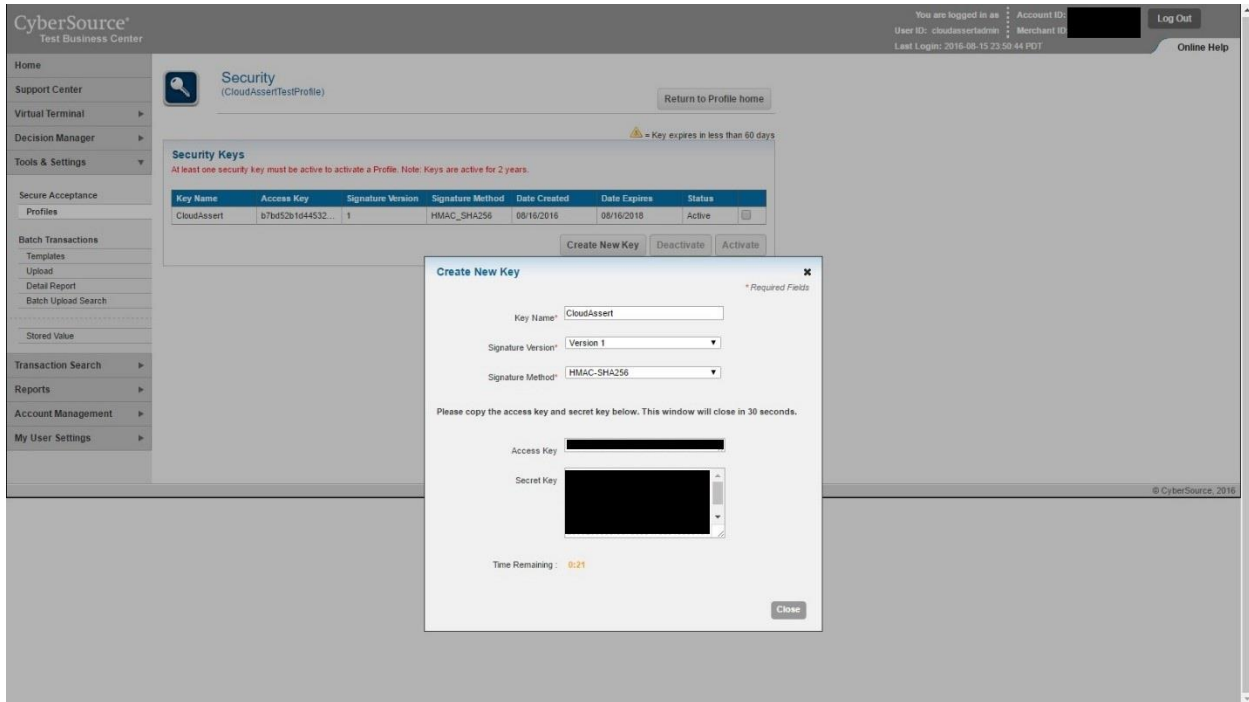 CyberSource®
Test Business Center
You are logged in as
Account ID:
User ID: cloudassertadmin
Merchant ID
Last Login: 2016-08-15 23:50:44 PDT
Log Out
Online Help
Home
Support Center
Virtual Terminal
Decision Manager
Tools & Settings
Secure Acceptance
Profiles
Batch Transactions
Templates
Upload
Detail Report
Batch Upload Search
Stored Value
Transaction Search
Reports
Account Management
My User Settings
Security
(CloudAssertTestProfile)
Return to Profile home
= Key expires in less than 60 days
Security Keys
At least one security key must be active to activate a Profile. Note: Keys are active for 2 years.
Key Name Access Key Signature Version Signature Method Date Created Date Expires Status
CloudAssert b7bd52b1d44532... 1 HMAC_SHA256 08/16/2016 08/16/2018 Active
Create New Key Deactivate Activate
Create New Key
* Required Fields
Key Name* CloudAssert
Signature Version* Version 1
Signature Method* HMAC-SHA256
Please copy the access key and secret key below. This window will close in 30 seconds.
Access Key
Secret Key
Time Remaining : 0:21
Close
© CyberSource, 2016